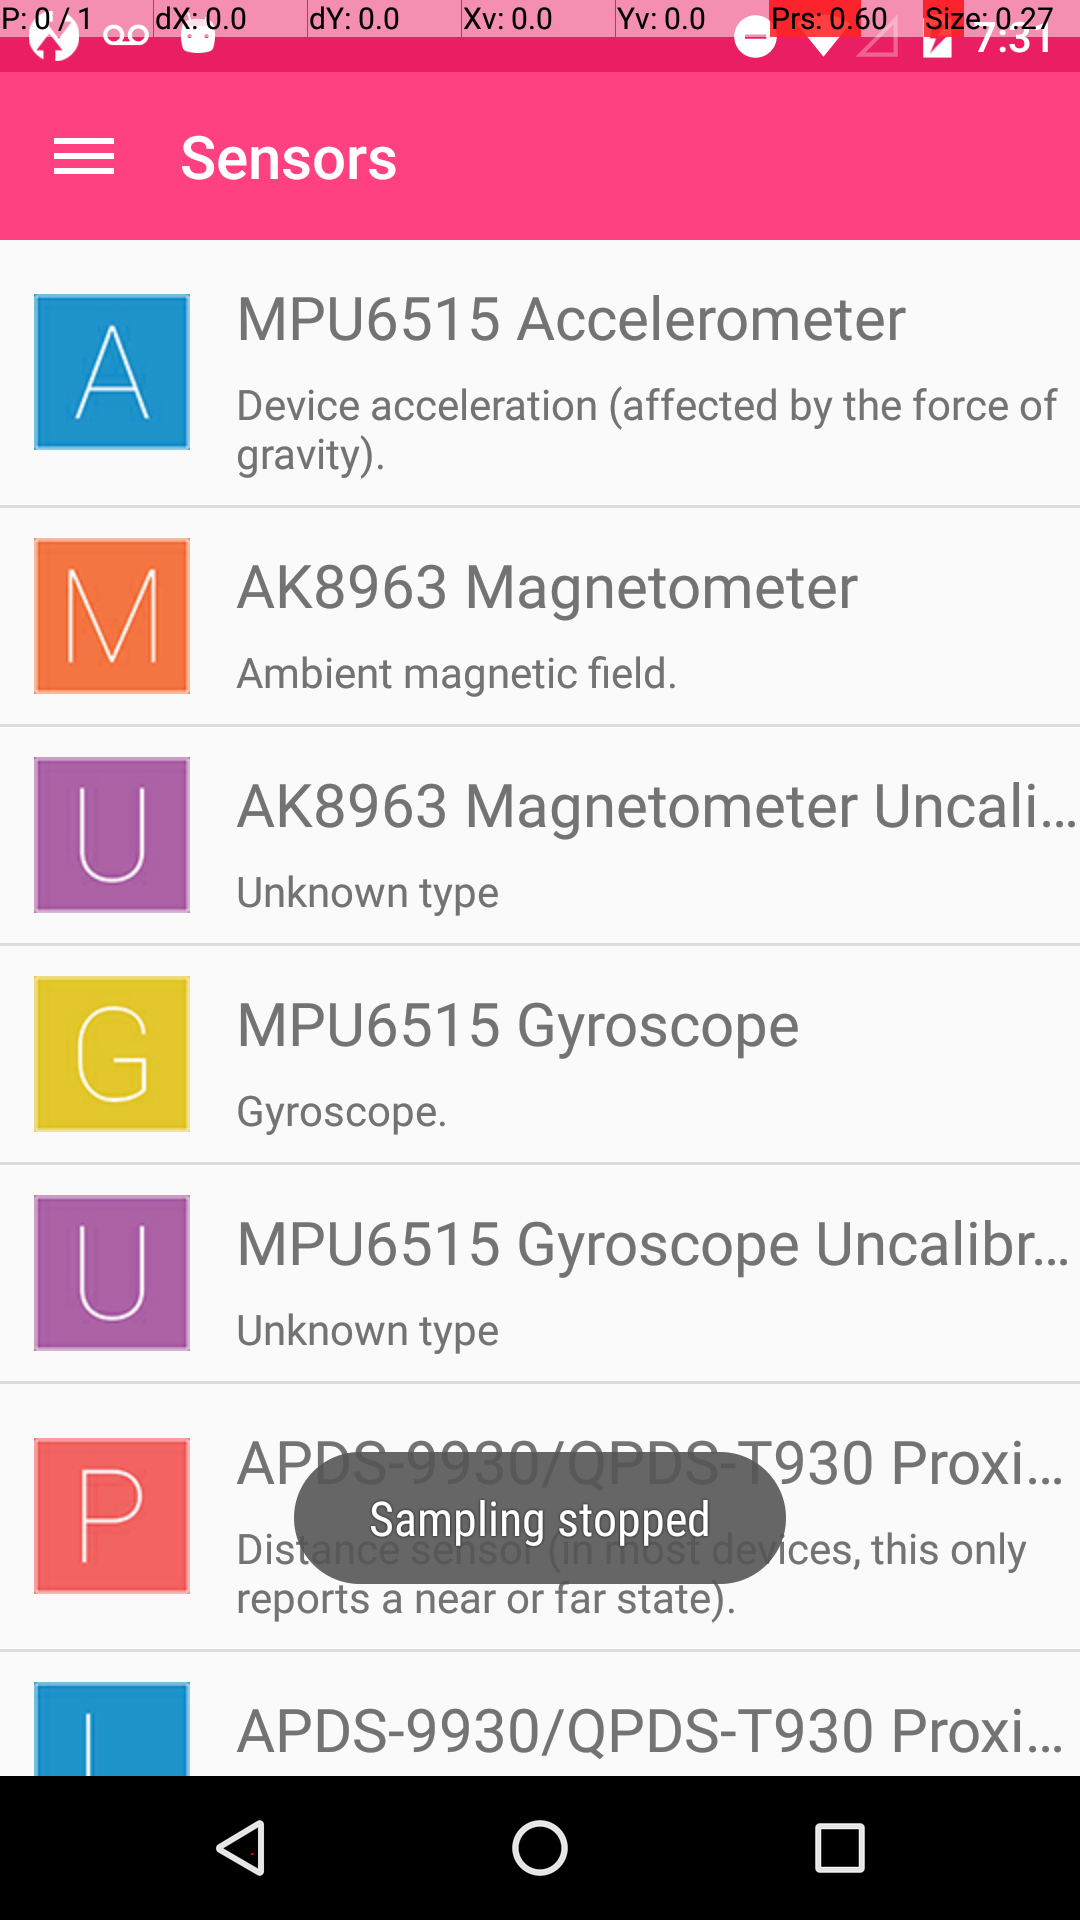 P: 0 / 1 dX: 0.0 dY: 0.0 Xv: 0.0 Yv: 0.0 Prs: 0.60 Size: 0.27
7:31
Sensors
A
MPU6515 Accelerometer
Device acceleration (affected by the force of
gravity).
M
AK8963 Magnetometer
Ambient magnetic field.
U
AK8963 Magnetometer Uncali...
Unknown type
G
MPU6515 Gyroscope
Gyroscope.
U
MPU6515 Gyroscope Uncalibr...
Unknown type
P
APDS-9930/QPDS-T930 Proxi...
Sampling stopped
Distance sensor (in most devices, this only
reports a near or far state).
APDS-9930/QPDS-T930 Proxi...